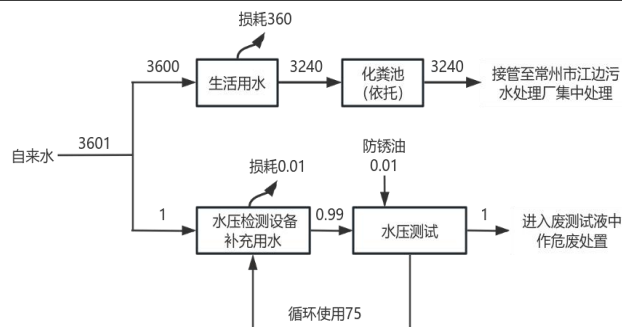 损耗360
3600
生活用水
3240
化粪池
（依托）
3240
接管至常州市江边污
水处理厂集中处理
自来水
3601
损耗0.01
防锈油
0.01
1
水压检测设备
补充用水
0.99
水压测试
1
进入废测试液中
作危废处置
循环使用75